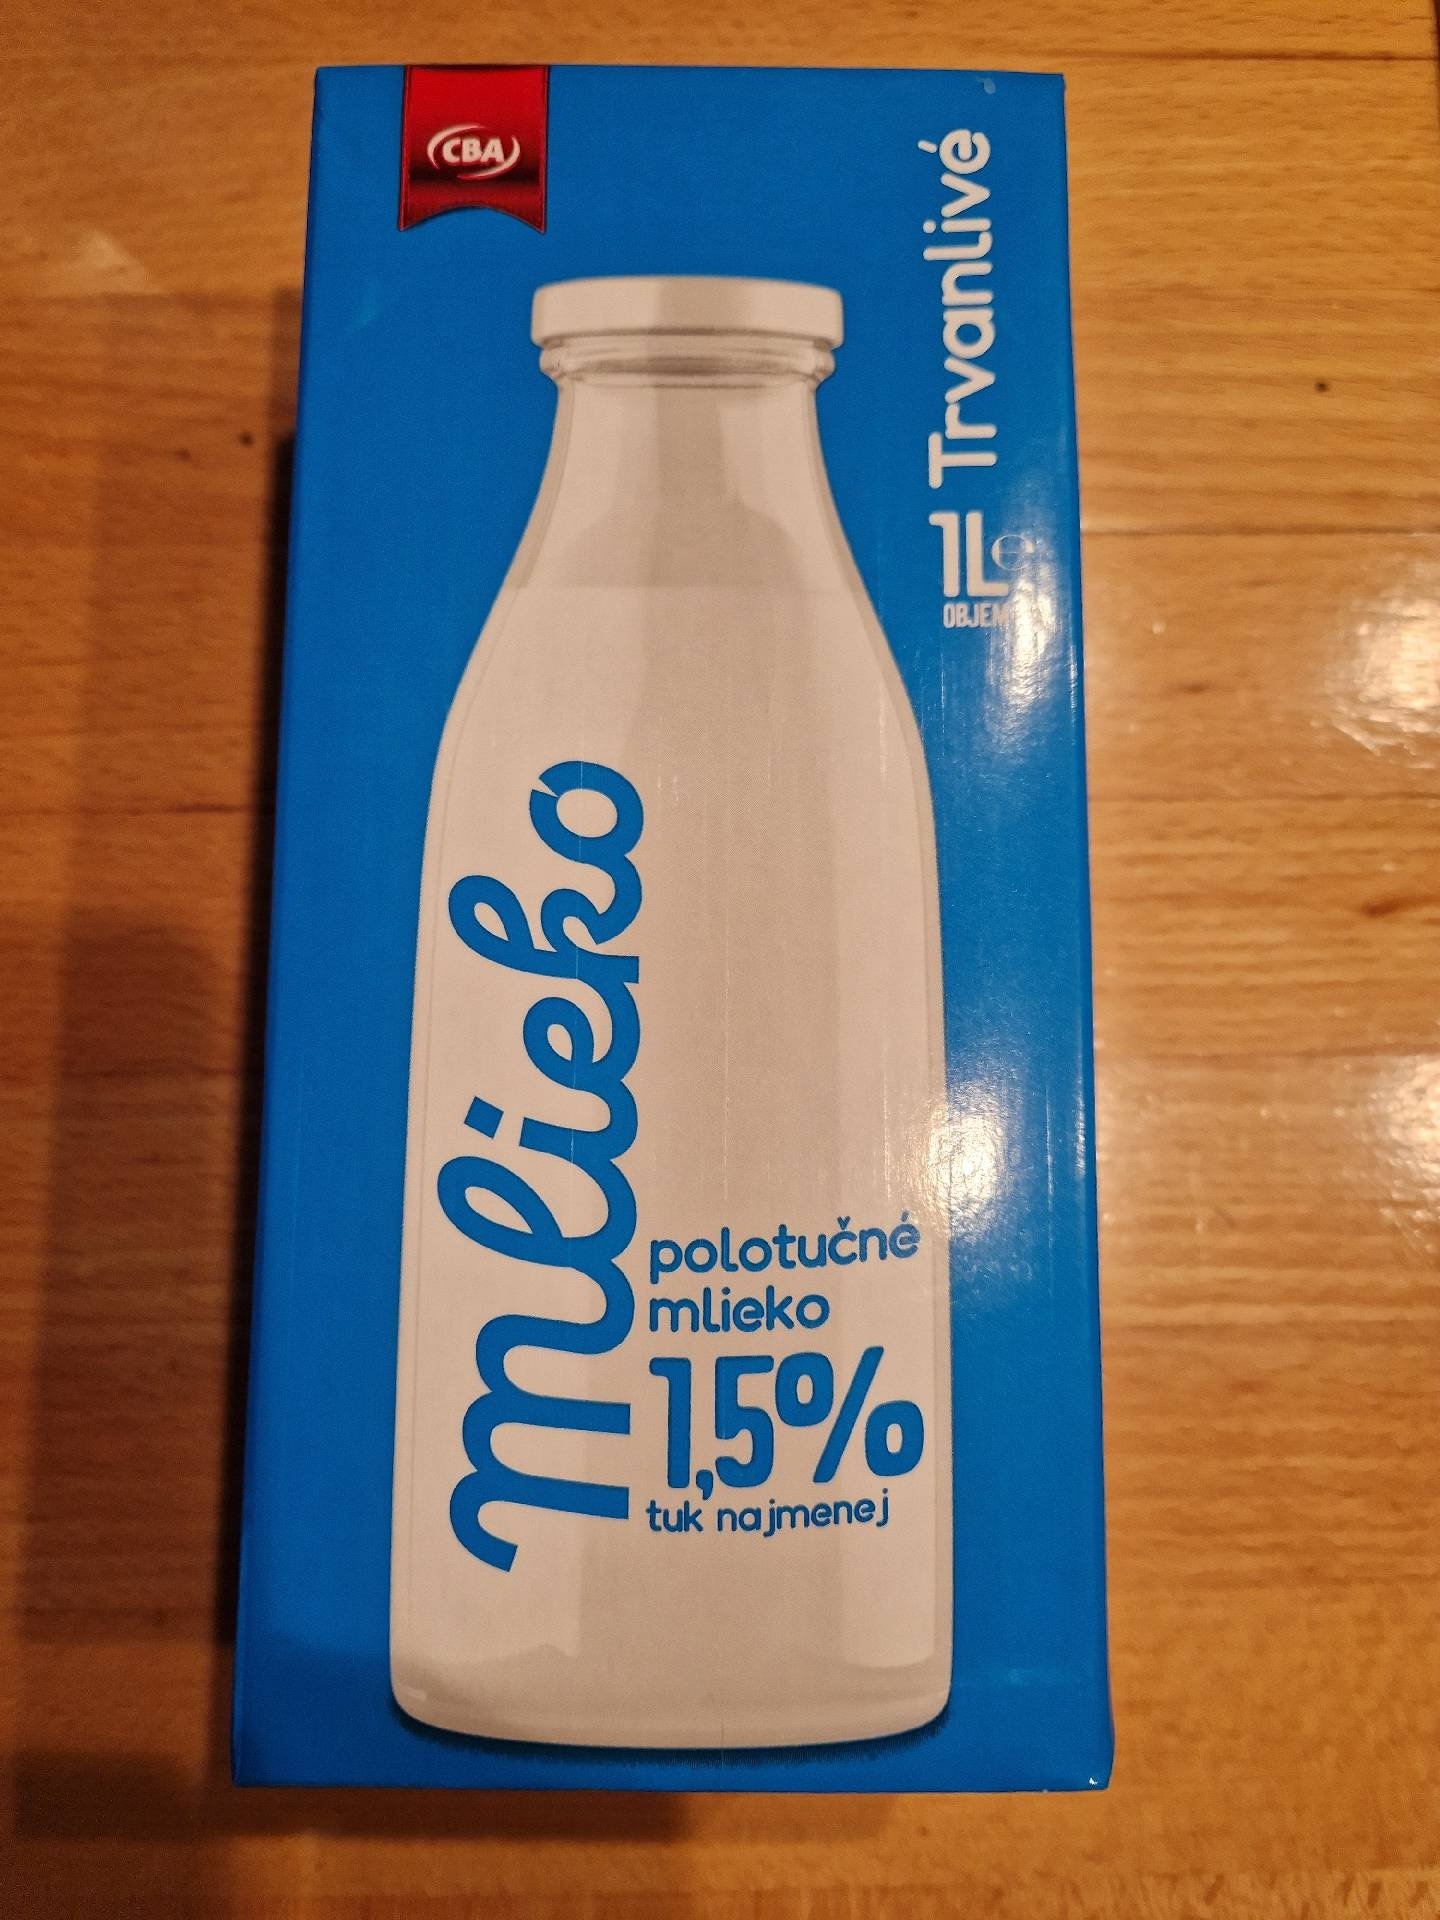 CBA
Trvanlivé
1L e
OBJEM
mlieko
polotučné
mlieko
1,5%
tuk najmenej